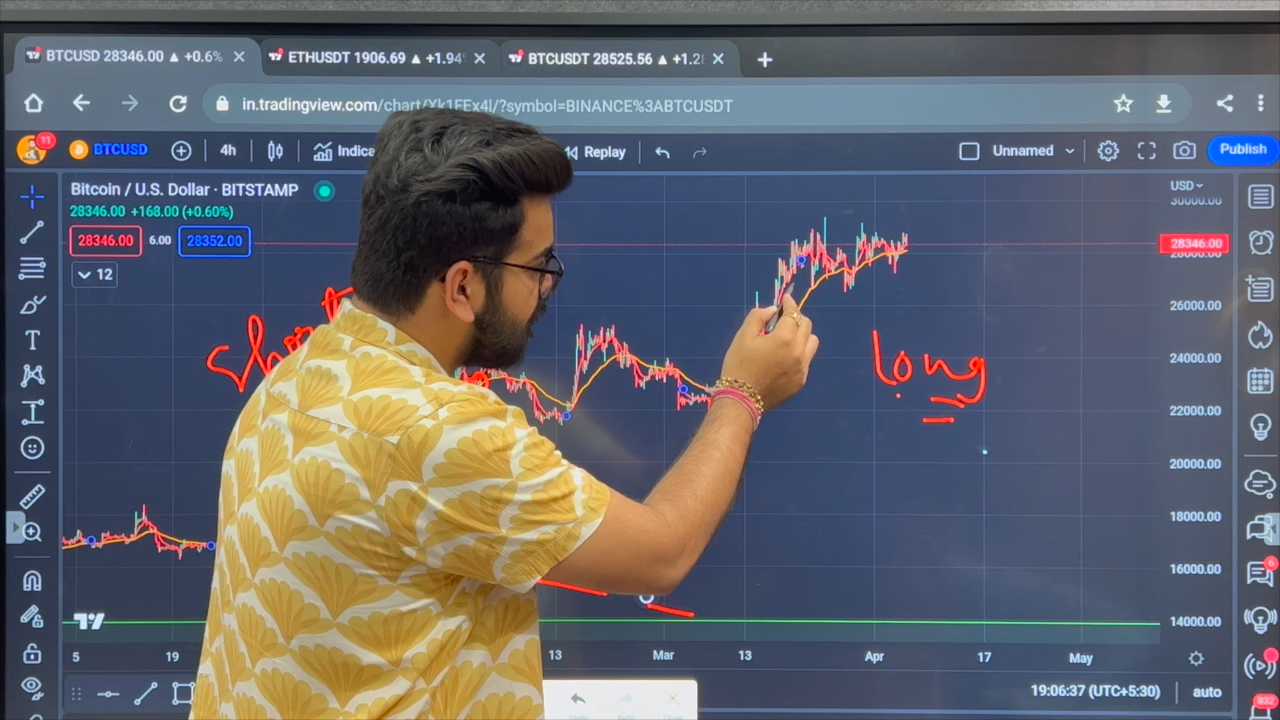 BTCUSD 28346.00 ▲ +0.6%
ETHUSDT 1906.69 ▲ +1.94%
BTCUSDT 28525.56 ▲ +1.2
in.tradingview.com/chart/Xk1FEx4l/?symbol=BINANCE%3ABTCUSDT
11
BTCUSD
4h
Indica
Replay
Unnamed
Publish
Bitcoin / U.S. Dollar · BITSTAMP
28346.00 +168.00 (+0.60%)
28346.00
6.00
28352.00
12
USD
30000.00
28346.00
28000.00
26000.00
24000.00
22000.00
20000.00
18000.00
16000.00
14000.00
long
5
19
13
Mar
13
Apr
17
May
19:06:37 (UTC+5:30)
auto
6
832